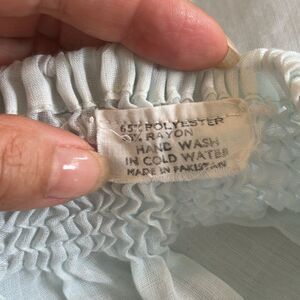 65% POLYESTER
35% RAYON
HAND WASH
IN COLD WATER
MADE IN PAKISTAN